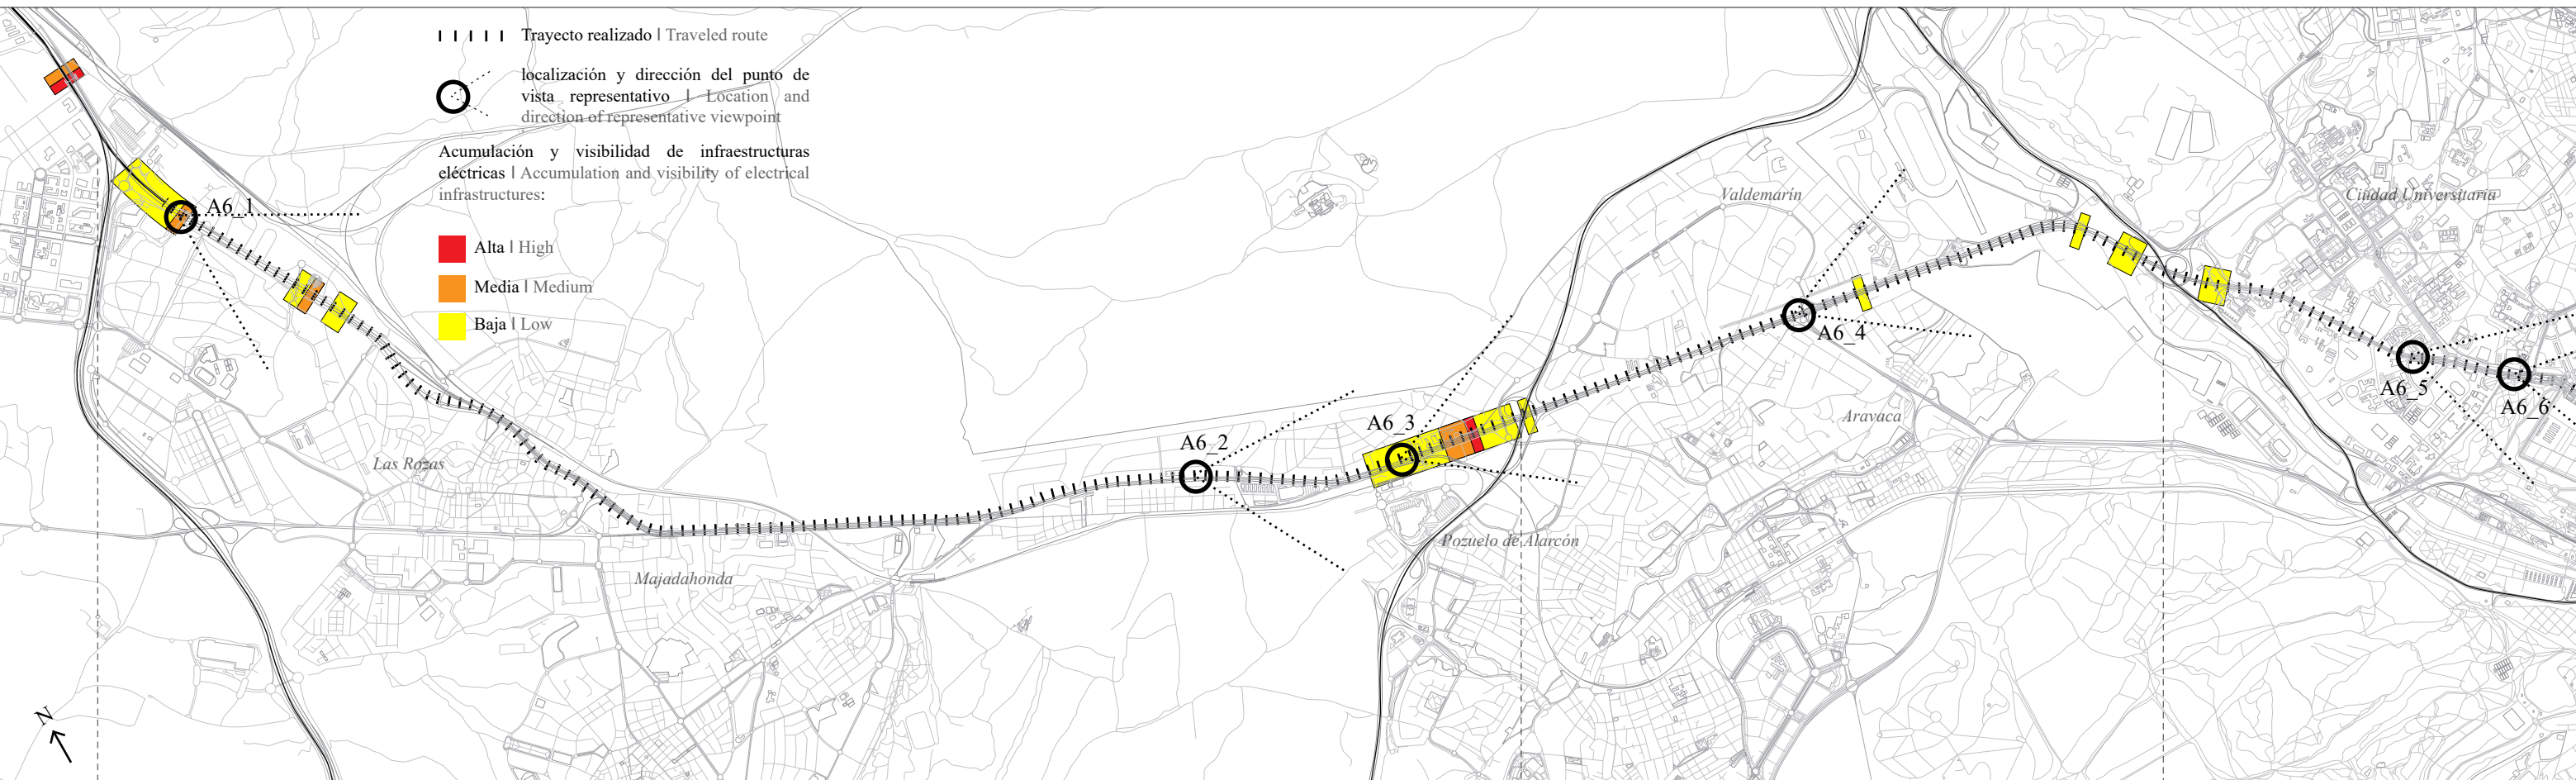 Trayecto realizado | Traveled route
localización y dirección del punto de
vista representativo | Location and
direction of representative viewpoint
Acumulación y visibilidad de infraestructuras
eléctricas | Accumulation and visibility of electrical
infrastructures:
Alta | High
Media | Medium
Baja | Low
A6_1
A6_2
A6_3
A6_4
A6_5
A6_6
Valdemarín
Ciudad Universitaria
Aravaca
Las Rozas
Pozuelo de Alarcón
Majadahonda
N